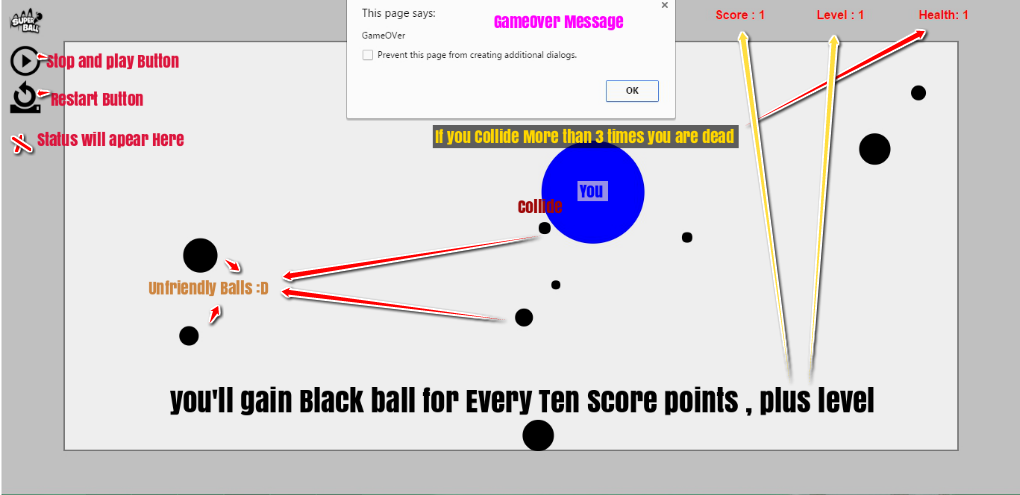 SUPER
BALL
This page says:
GameOver Message
GameOVer
Prevent this page from creating additional dialogs.
OK
Score : 1
Level : 1
Health: 1
Stop and play Button
Restart Button
Status will apear Here
If you Collide More than 3 times you are dead
You
Collide
Unfriendly Balls :D
you'll gain Black ball for Every Ten Score points , plus level